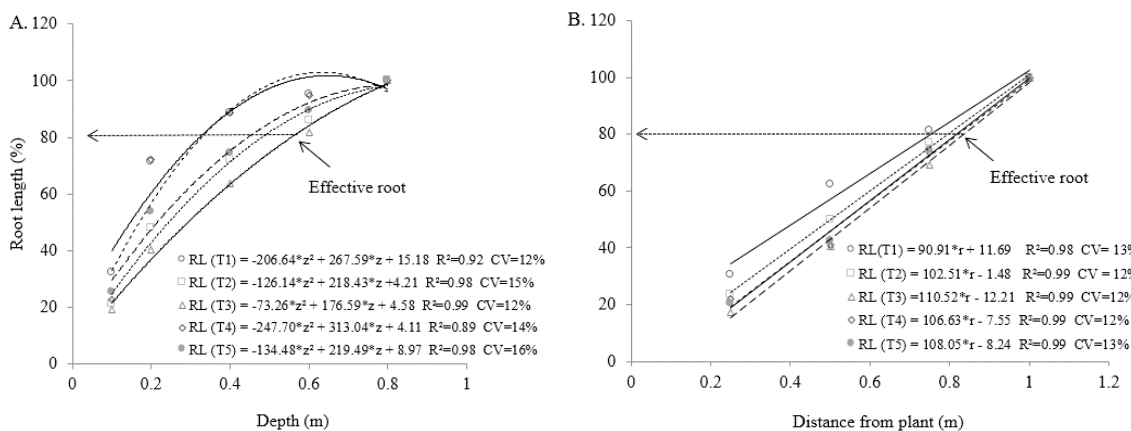 A.
120
100
80
60
40
20
0
Root length (%)
Effective root
RL (T1) = -206.64*z² + 267.59*z + 15.18 R²=0.92 CV=12%
RL (T2) = -126.14*z² + 218.43*z +4.21 R²=0.98 CV=15%
RL (T3) = -73.26*z² + 176.59*z + 4.58 R²=0.99 CV=12%
RL (T4) = -247.70*z² + 313.04*z + 4.11 R²=0.89 CV=14%
RL (T5) = -134.48*z² + 219.49*z + 8.97 R²=0.98 CV=16%
0 0.2 0.4 0.6 0.8 1
Depth (m)
B.
120
100
80
60
40
20
0
Effective root
RL(T1) = 90.91*r + 11.69 R²=0.98 CV= 13%
RL (T2) = 102.51*r - 1.48 R²=0.99 CV = 12%
RL (T3) =110.52*r - 12.21 R²=0.99 CV=12%
RL (T4) = 106.63*r - 7.55 R²=0.99 CV=12%
RL (T5) = 108.05*r - 8.24 R²=0.99 CV=13%
0 0.2 0.4 0.6 0.8 1 1.2
Distance from plant (m)